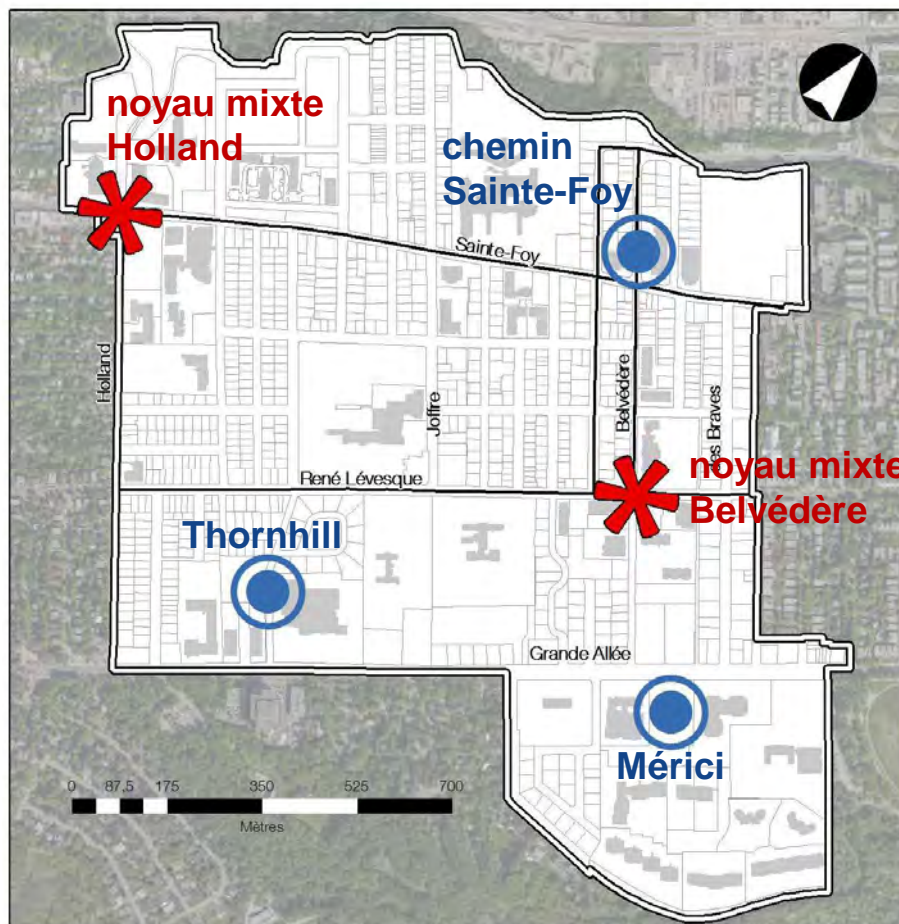 noyau mixte
Holland
chemin
Sainte-Foy
Sainte-Foy
Holland
Joffre
Belvédère
es Braves
René Lévesque
noyau mixte
Belvédère
Thornhill
Grande Allée
Mérici
0 87,5 175 350 525 700
Mètres